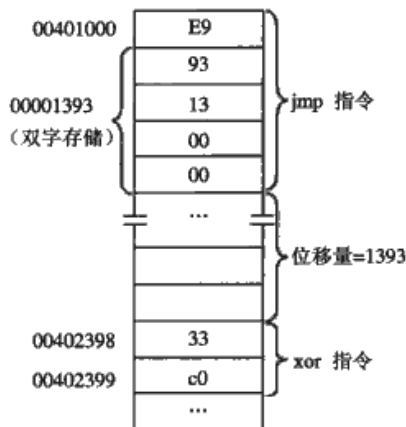 00401000 E9
93
00001393 13 jmp 指令
(双字存储) 00
00
...
位移量=1393
00402398 33
xor 指令
00402399 c0
...